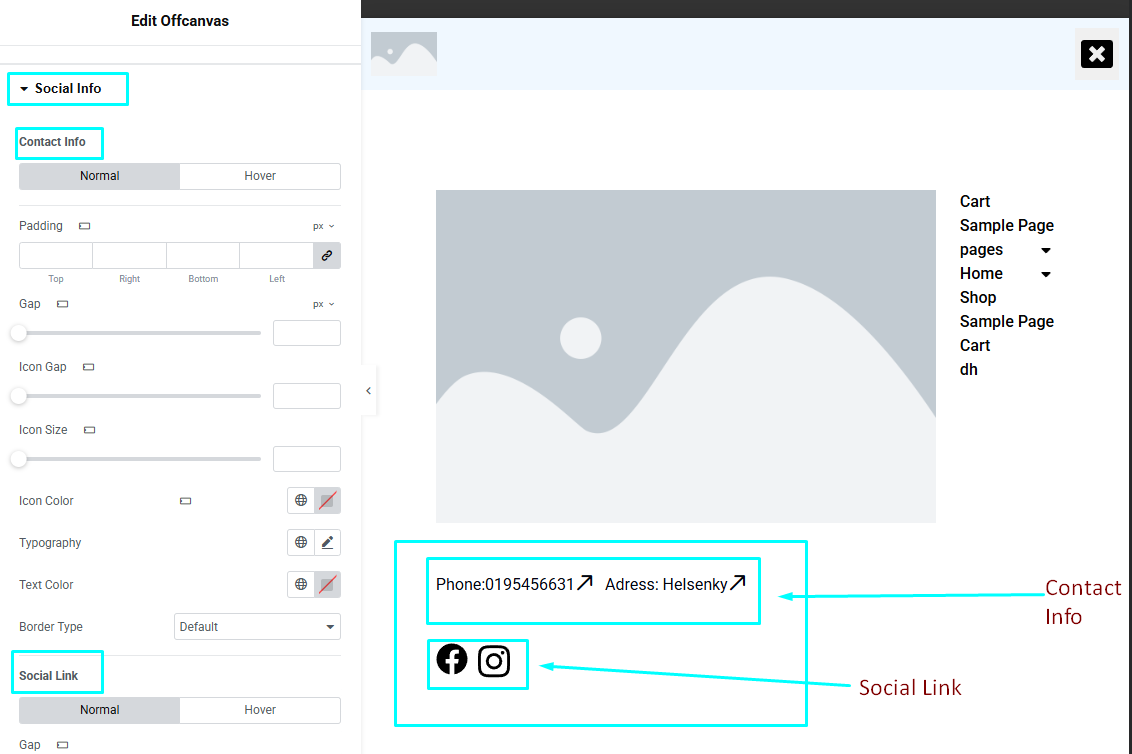 Edit Offcanvas
Social Info
Contact Info
Normal Hover
Padding px
Top Right Bottom Left
Gap px
Icon Gap
Icon Size
Icon Color
Typography
Text Color
Border Type Default
Social Link
Normal Hover
Gap
Cart
Sample Page
pages
Home
Shop
Sample Page
Cart
dh
Phone:0195456631 Adress: Helsenky
Contact
Info
Social Link